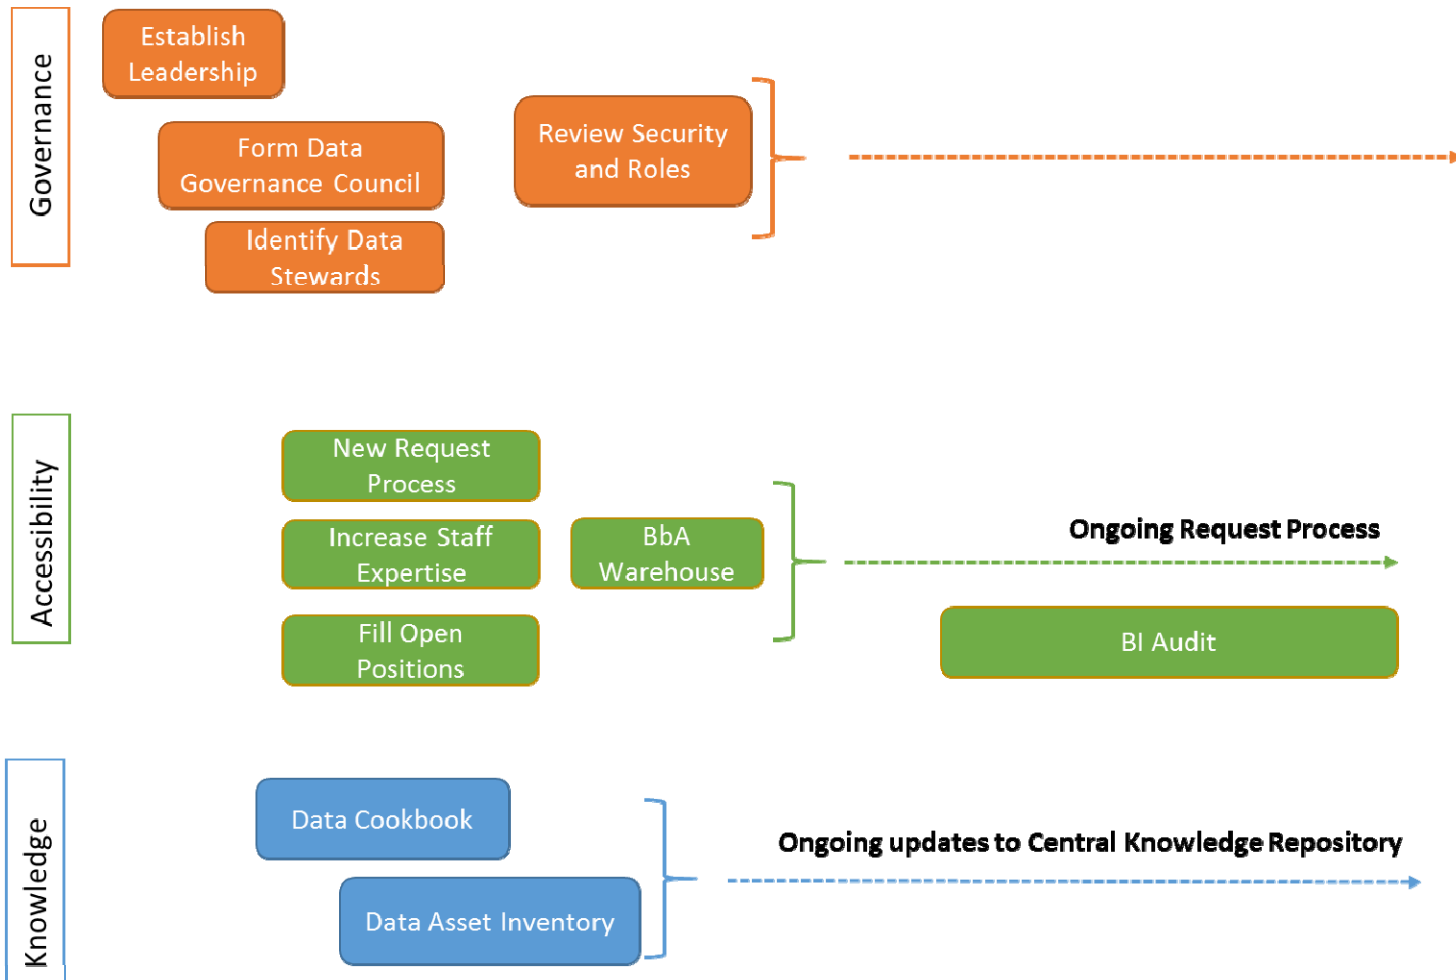 Governance
Establish
Leadership
Form Data
Governance Council
Identify Data
Stewards
Review Security
and Roles
Accessibility
New Request
Process
Increase Staff
Expertise
Fill Open
Positions
BbA
Warehouse
Ongoing Request Process
BI Audit
Knowledge
Data Cookbook
Data Asset Inventory
Ongoing updates to Central Knowledge Repository